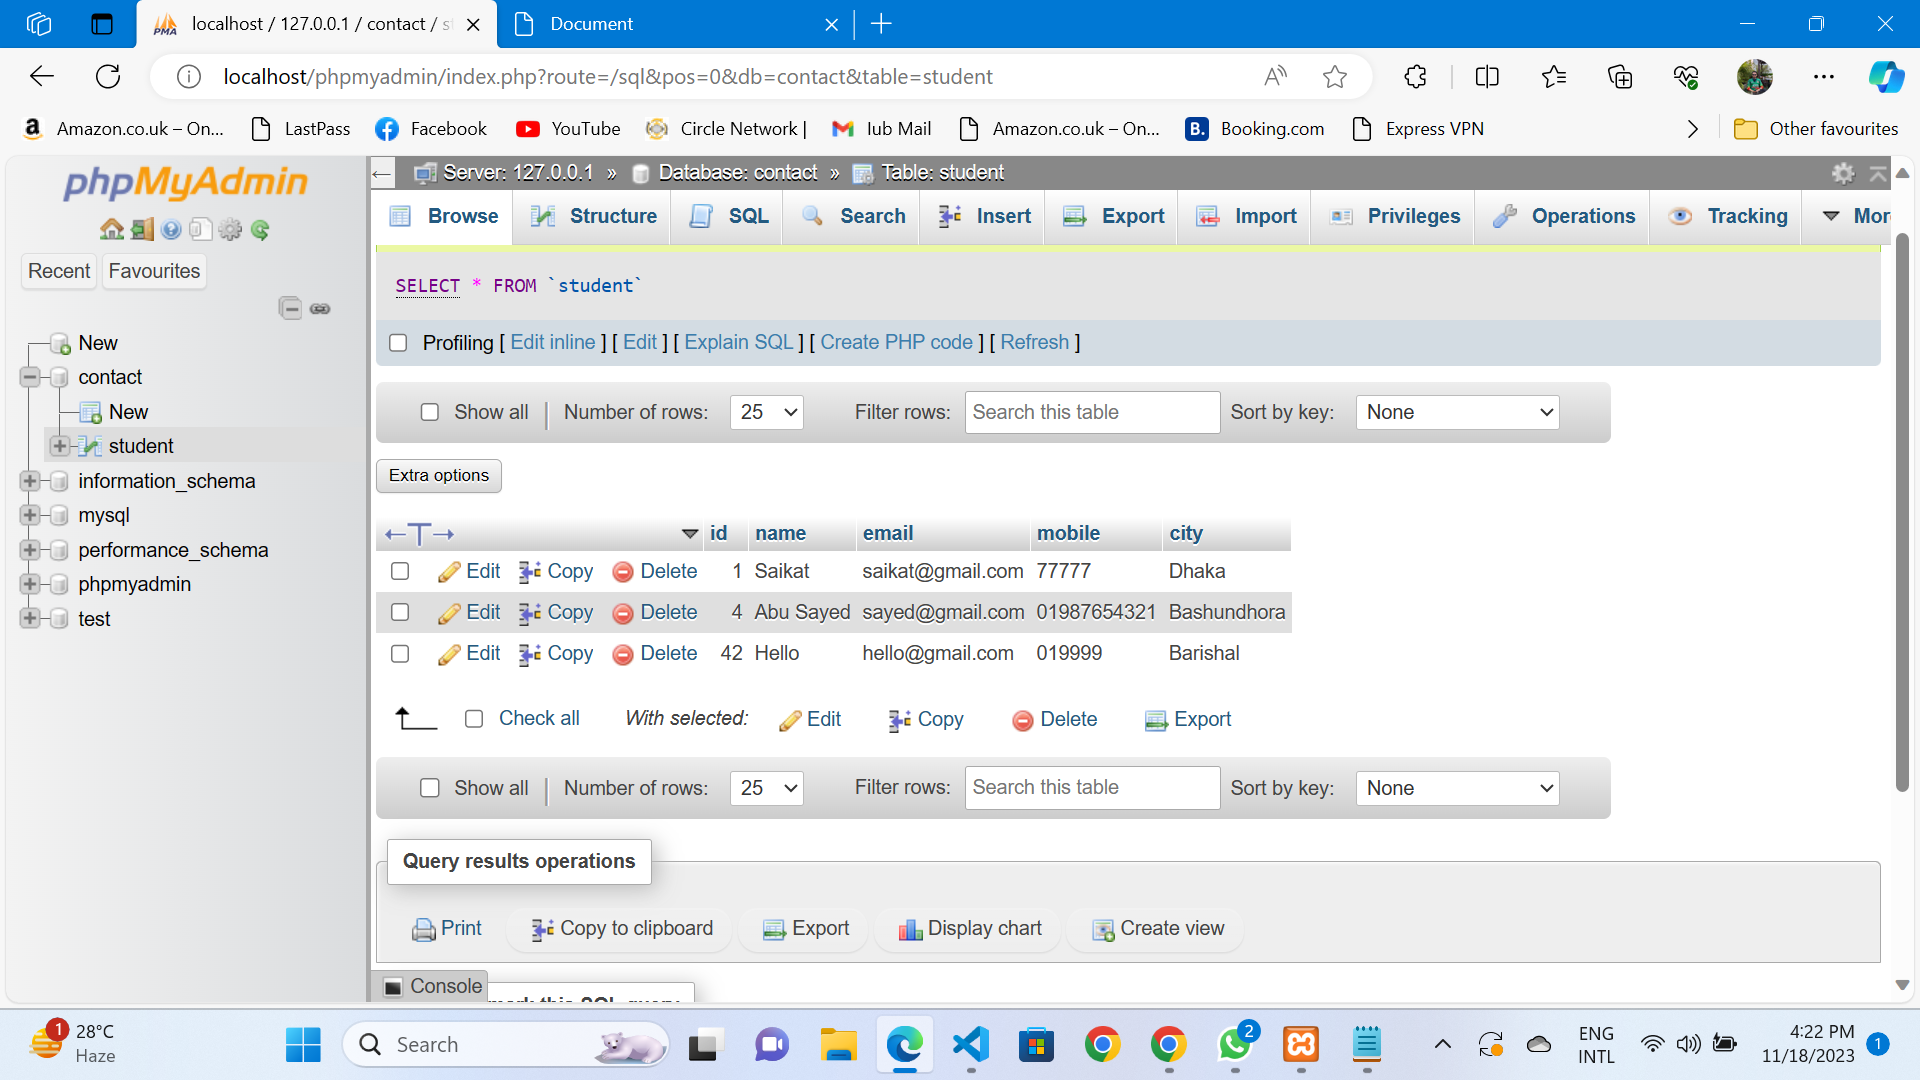 localhost / 127.0.0.1 / contact / st
Document
localhost/phpmyadmin/index.php?route=/sql&pos=0&db=contact&table=student
Amazon.co.uk – On...
LastPass
Facebook
YouTube
Circle Network |
Iub Mail
Amazon.co.uk – On...
Booking.com
Express VPN
Other favourites
phpMyAdmin
Recent
Favourites
New
contact
New
student
information_schema
mysql
performance_schema
phpmyadmin
test
Server: 127.0.0.1 » Database: contact » Table: student
Browse Structure SQL Search Insert Export Import Privileges Operations Tracking Mor
SELECT * FROM `student`
Profiling [ Edit inline ] [ Edit ] [ Explain SQL ] [ Create PHP code ] [ Refresh ]
Show all Number of rows: 25 Filter rows: Search this table Sort by key: None
Extra options
←T→ id name email mobile city
Edit Copy Delete 1 Saikat saikat@gmail.com 77777 Dhaka
Edit Copy Delete 4 Abu Sayed sayed@gmail.com 01987654321 Bashundhora
Edit Copy Delete 42 Hello hello@gmail.com 019999 Barishal
Check all With selected: Edit Copy Delete Export
Show all Number of rows: 25 Filter rows: Search this table Sort by key: None
Query results operations
Print Copy to clipboard Export Display chart Create view
Console
this SQL query
1
28°C
Haze
Search
2
ENG
INTL
4:22 PM
11/18/2023
1